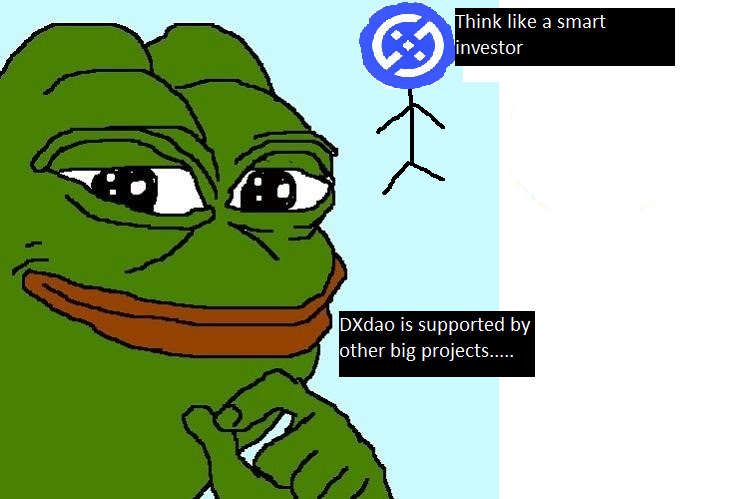 Think like a smart
investor
DXdao is supported by
other big projects.....